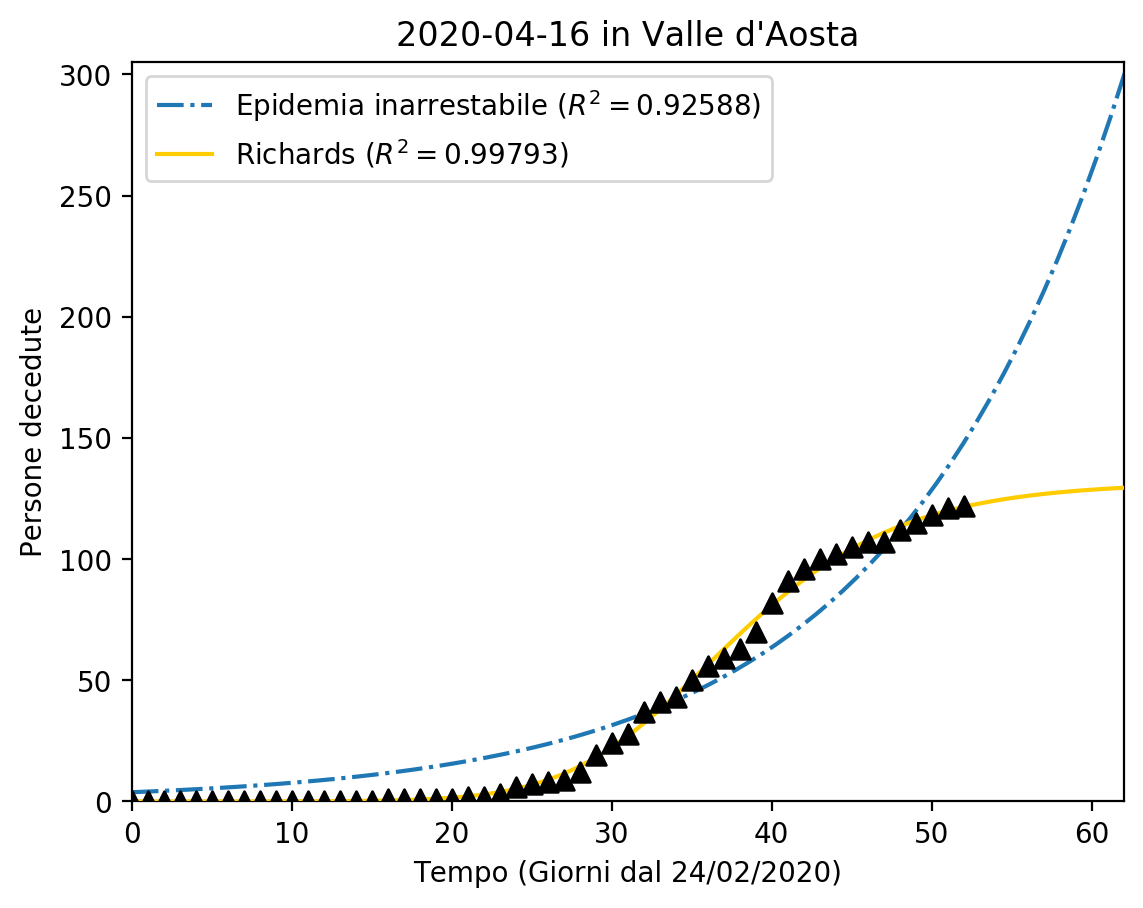 2020-04-16 in Valle d'Aosta
300
250
200
150
100
50
0
Persone decedute
Epidemia inarrestabile (R² = 0.92588)
Richards (R² = 0.99793)
0 10 20 30 40 50 60
Tempo (Giorni dal 24/02/2020)